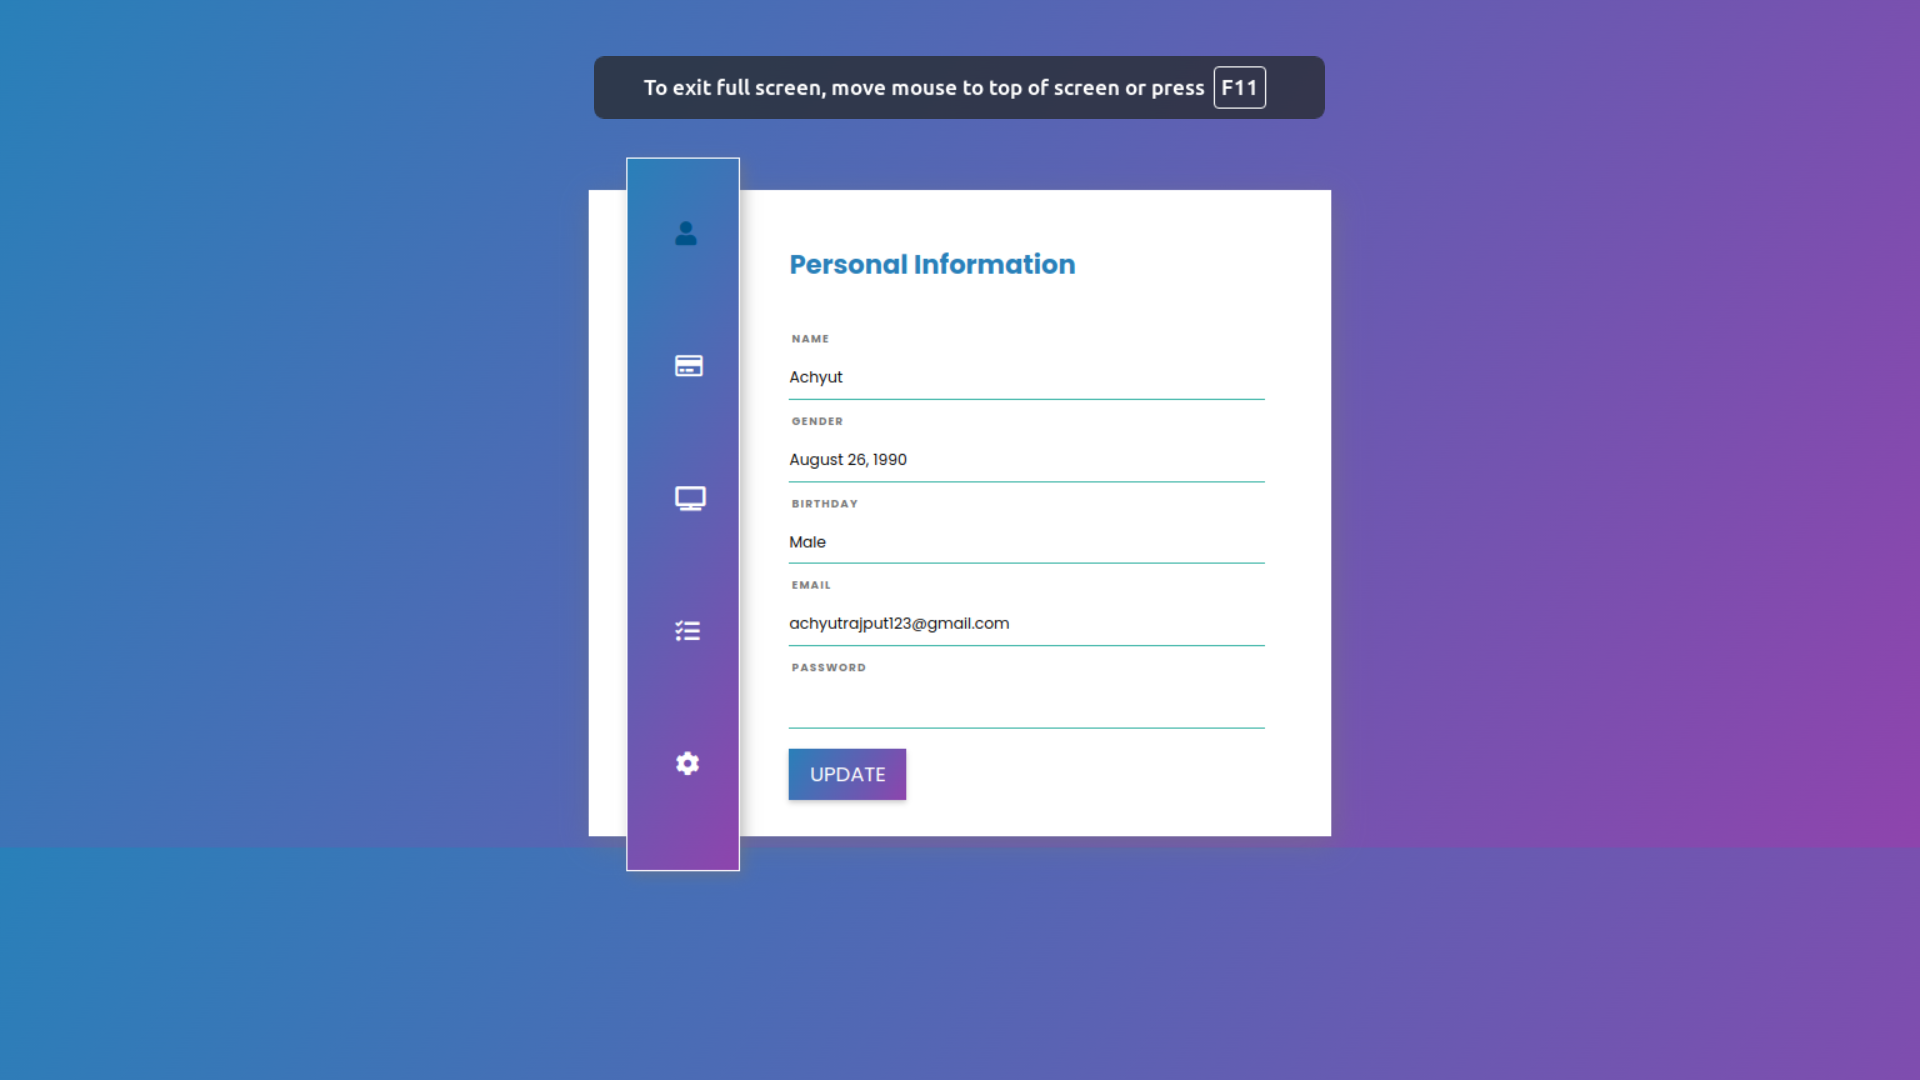 To exit full screen, move mouse to top of screen or press F11
Personal Information
NAME
Achyut
GENDER
August 26, 1990
BIRTHDAY
Male
EMAIL
achyutrajput123@gmail.com
PASSWORD
UPDATE